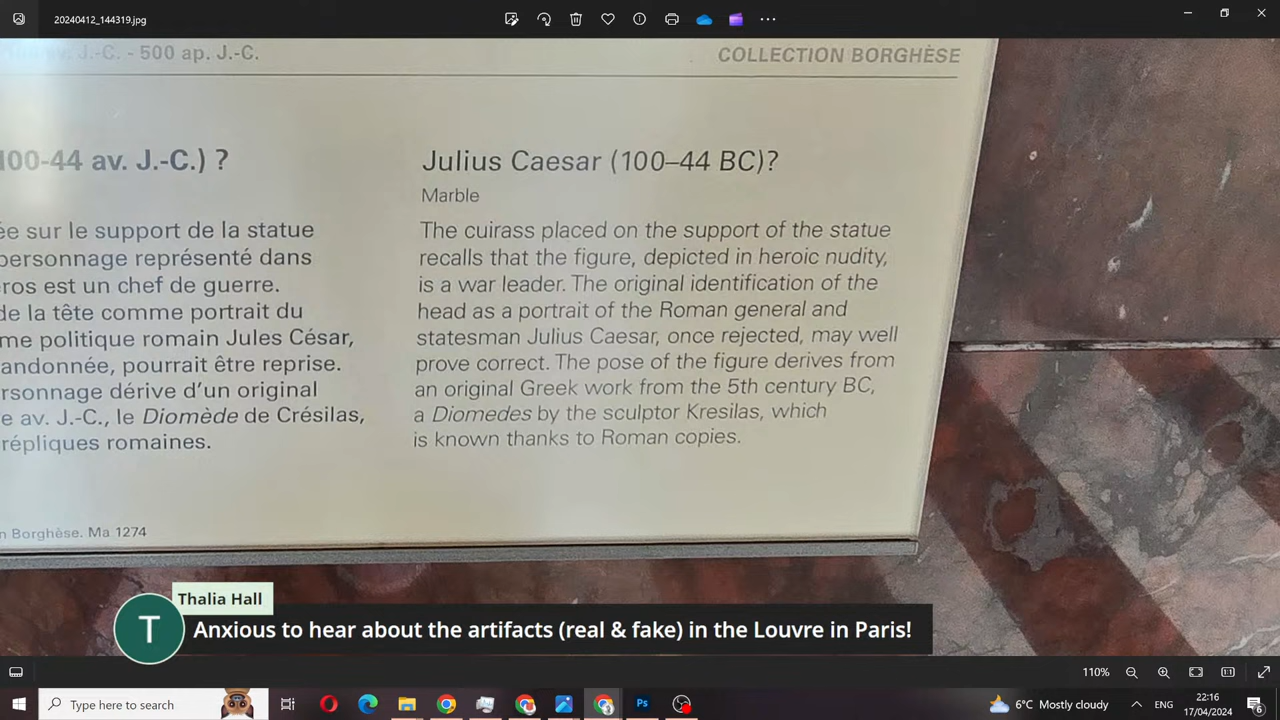 20240412_144319.jpg
av. J.-C. - 500 ap. J.-C.
COLLECTION BORGHÈSE
100-44 av. J.-C.) ?
ée sur le support de la statue
personnage représenté dans
éros est un chef de guerre.
de la tête comme portrait du
me politique romain Jules César,
andonnée, pourrait être reprise.
rsonnage dérive d'un original
e av. J.-C., le Diomède de Crésilas,
répliques romaines.
n Borghèse. Ma 1274
Julius Caesar (100–44 BC)?
Marble
The cuirass placed on the support of the statue
recalls that the figure, depicted in heroic nudity,
is a war leader. The original identification of the
head as a portrait of the Roman general and
statesman Julius Caesar, once rejected, may well
prove correct. The pose of the figure derives from
an original Greek work from the 5th century BC,
a Diomedes by the sculptor Kresilas, which
is known thanks to Roman copies.
Thalia Hall
T
Anxious to hear about the artifacts (real & fake) in the Louvre in Paris!
110%
Type here to search
Ps
6°C Mostly cloudy
ENG
22:16
17/04/2024
6